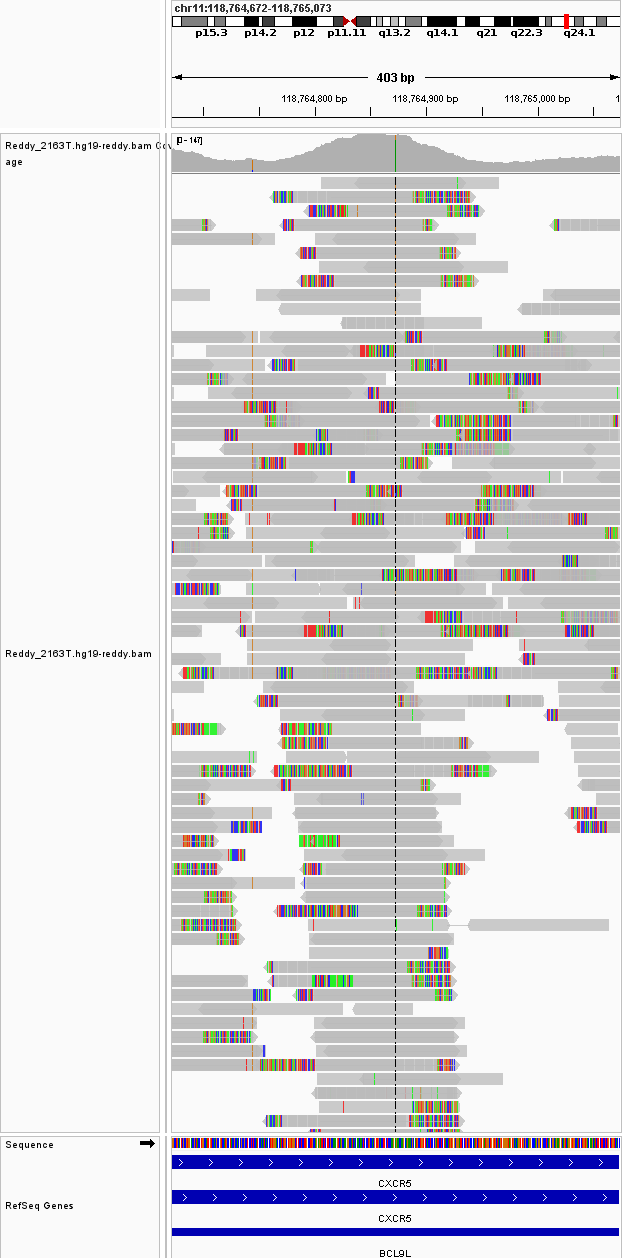 chr11:118,764,672-118,765,073
p15.3 p14.2 p12 p11.11 q13.2 q14.1 q21 q22.3 q24.1
403 bp
118,764,800 bp 118,764,900 bp 118,765,000 bp 1
[0 - 147]
Reddy_2163T.hg19-reddy.bam Cov
age
Reddy_2163T.hg19-reddy.bam
Sequence
CXCR5
RefSeq Genes
CXCR5
BCL9L